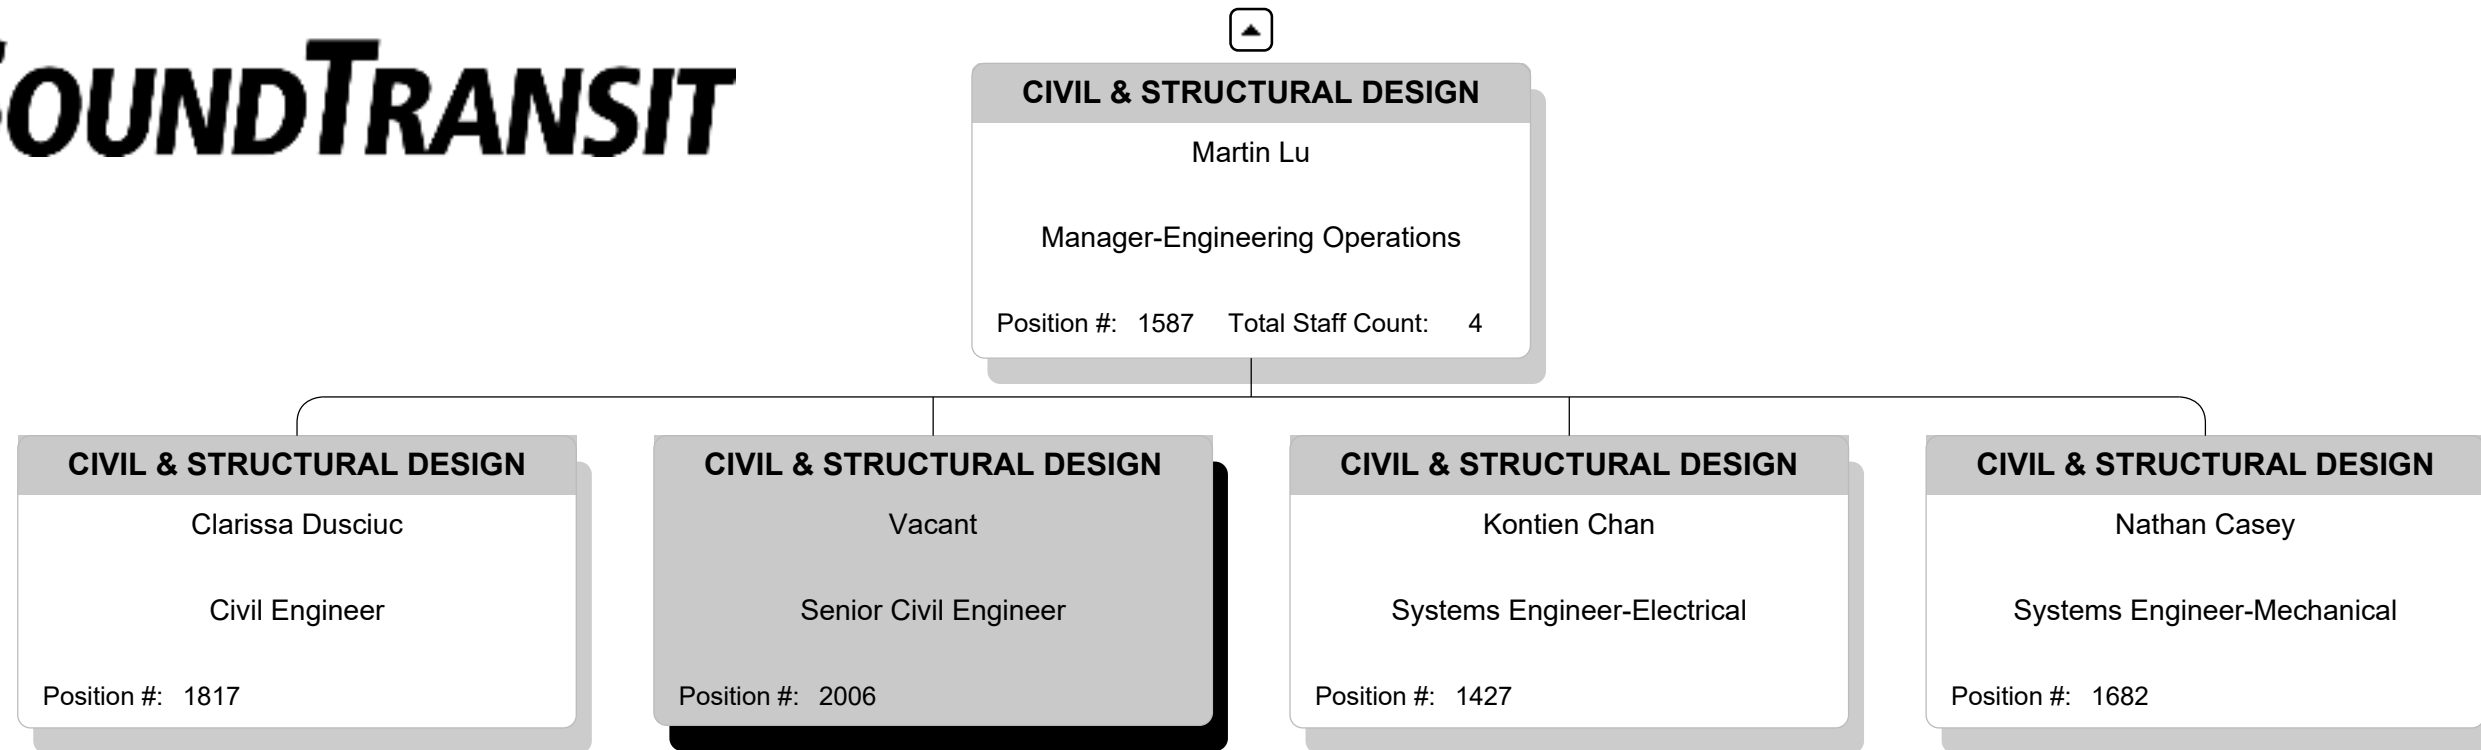 SOUNDTRANSIT
CIVIL & STRUCTURAL DESIGN
Martin Lu
Manager-Engineering Operations
Position #: 1587 Total Staff Count: 4
CIVIL & STRUCTURAL DESIGN
Clarissa Dusciuc
Civil Engineer
Position #: 1817
CIVIL & STRUCTURAL DESIGN
Vacant
Senior Civil Engineer
Position #: 2006
CIVIL & STRUCTURAL DESIGN
Kontien Chan
Systems Engineer-Electrical
Position #: 1427
CIVIL & STRUCTURAL DESIGN
Nathan Casey
Systems Engineer-Mechanical
Position #: 1682